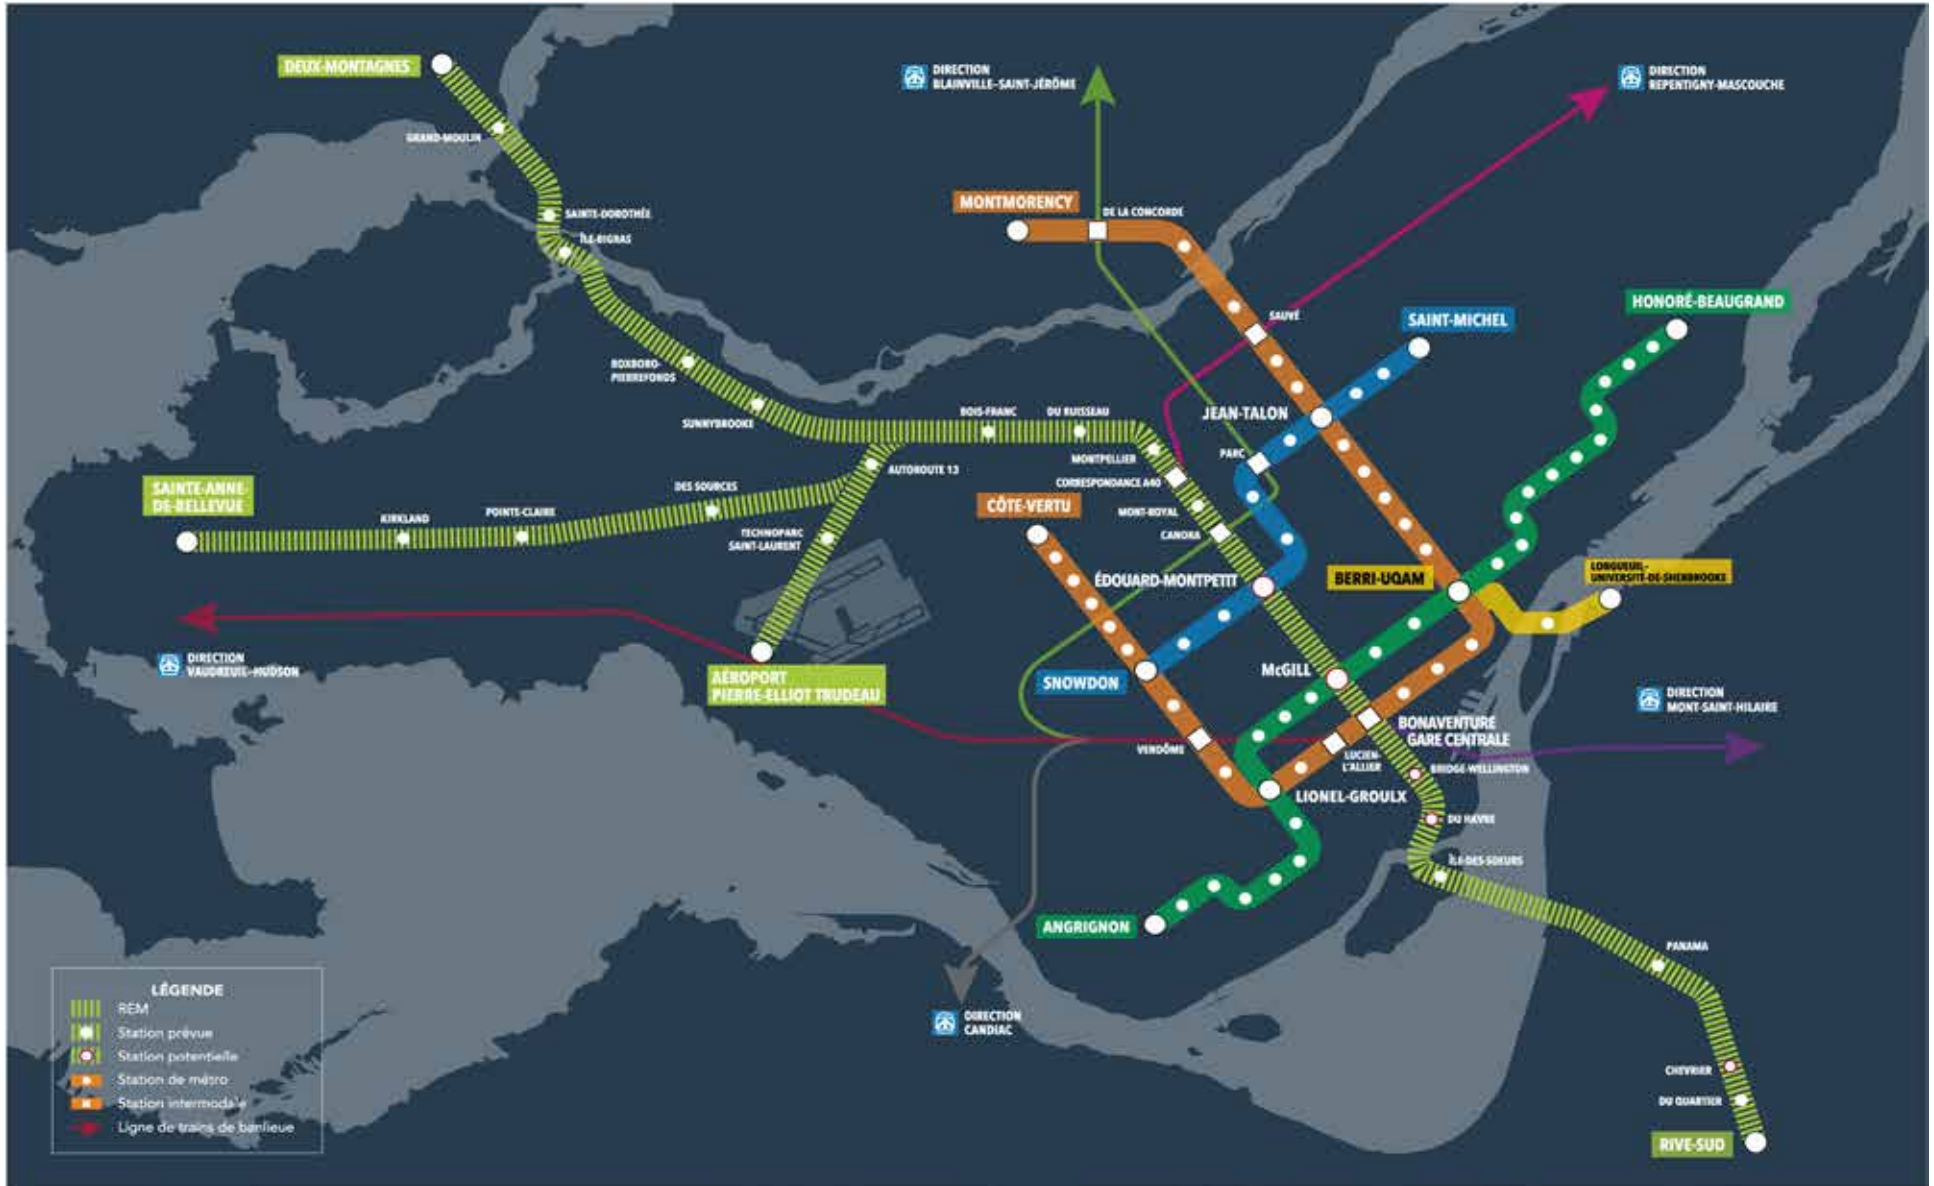 DEUX-MONTAGNES
GRAND-MOULIN
SAINTE-DOROTHÉE
ÎLE-BIGRAS
ROXBORO-
PIERREFONDS
SUNNYBROOKE
BOIS-FRANC
DU RUISSEAU
MONTPELLIER
CORRESPONDANCE A40
MONT-ROYAL
CANORA
AUTOROUTE 13
DES SOURCES
POINTE-CLAIRE
KIRKLAND
SAINTE-ANNE-
DE-BELLEVUE
TECHNOPARC
SAINT-LAURENT
AÉROPORT
PIERRE-ELLIOT TRUDEAU
DIRECTION
VAUDREUIL-HUDSON
DIRECTION
BLAINVILLE-SAINT-JÉRÔME
DIRECTION
REPENTIGNY-MASCOUCHE
MONTMORENCY
DE LA CONCORDE
SAUVÉ
SAINT-MICHEL
HONORÉ-BEAUGRAND
JEAN-TALON
PARC
CÔTE-VERTU
ÉDOUARD-MONTPETIT
BERRI-UQAM
LONGUEUIL-
UNIVERSITÉ-DE-SHERBROOKE
SNOWDON
McGILL
DIRECTION
MONT-SAINT-HILAIRE
BONAVENTURE
GARE CENTRALE
VENDÔME
LUCIEN-
L'ALLIER
BRIDGE-WELLINGTON
LIONEL-GROULX
DU HAVRE
ÎLE-DES-SOEURS
ANGRIGNON
PANAMA
DIRECTION
CANDIAC
CHEVRIER
DU QUARTIER
RIVE-SUD
LÉGENDE
REM
Station prévue
Station potentielle
Station de métro
Station intermodale
Ligne de trains de banlieue